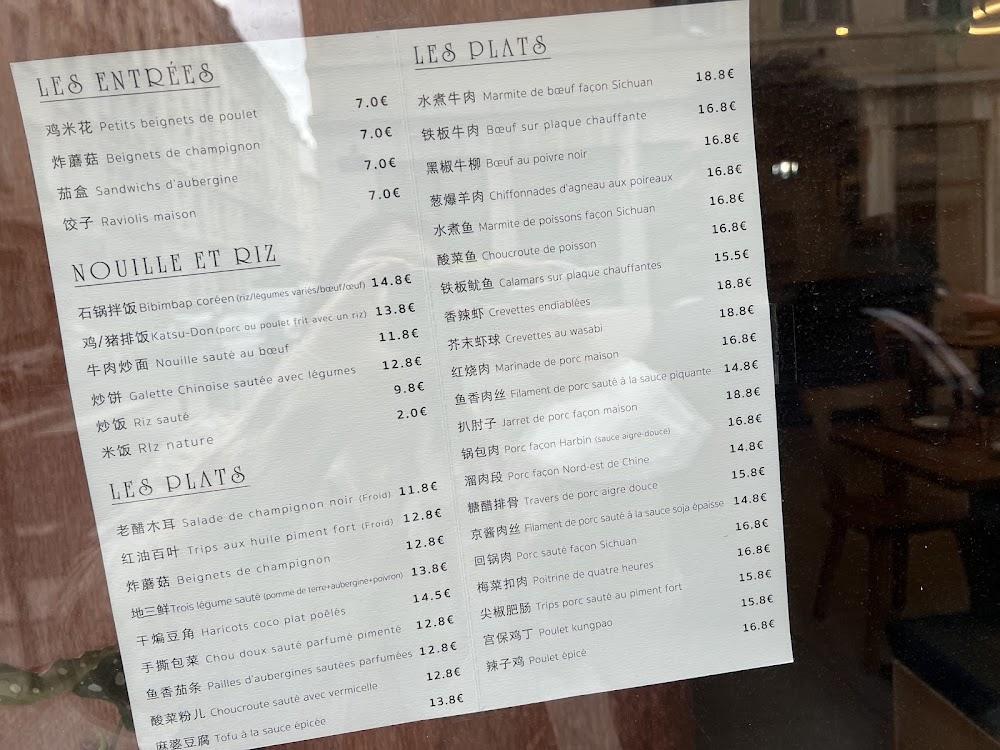 LES ENTRÉES
鸡米花 Petits beignets de poulet 7.0€
炸蘑菇 Beignets de champignon 7.0€
茄盒 Sandwichs d'aubergine 7.0€
饺子 Raviolis maison 7.0€
NOUILLE ET RIZ
石锅拌饭 Bibimbap coréen (riz/légumes variés/bœuf/œuf) 14.8€
鸡/猪排饭 Katsu-Don (porc ou poulet frit avec un riz) 13.8€
牛肉炒面 Nouille sauté au bœuf 11.8€
炒饼 Galette Chinoise sautée avec légumes 12.8€
炒饭 Riz sauté 9.8€
米饭 RIz nature 2.0€
LES PLATS
老醋木耳 Salade de champignon noir (Froid) 11.8€
红油百叶 Trips aux huile piment fort (Froid) 12.8€
炸蘑菇 Beignets de champignon 12.8€
地三鲜 Trois légume sauté (pomme de terre+aubergine+poivron) 13.8€
干煸豆角 Haricots coco plat poêlés 14.5€
手撕包菜 Chou doux sauté parfumé pimenté 12.8€
鱼香茄条 Pailles d'aubergines sautées parfumées 12.8€
酸菜粉儿 Choucroute sauté avec vermicelle 12.8€
麻婆豆腐 Tofu à la sauce épicée 13.8€
LES PLATS
水煮牛肉 Marmite de bœuf façon Sichuan 18.8€
铁板牛肉 Bœuf sur plaque chauffante 16.8€
黑椒牛柳 Bœuf au poivre noir 16.8€
葱爆羊肉 Chiffonnades d'agneau aux poireaux 16.8€
水煮鱼 Marmite de poissons façon Sichuan 16.8€
酸菜鱼 Choucroute de poisson 16.8€
铁板鱿鱼 Calamars sur plaque chauffantes 15.5€
香辣虾 Crevettes endiablées 18.8€
芥末虾球 Crevettes au wasabi 18.8€
红烧肉 Marinade de porc maison 16.8€
鱼香肉丝 Filament de porc sauté à la sauce piquante 14.8€
扒肘子 Jarret de porc façon maison 18.8€
锅包肉 Porc façon Harbin (sauce aigre-douce) 16.8€
溜肉段 Porc façon Nord-est de Chine 14.8€
糖醋排骨 Travers de porc aigre douce 15.8€
京酱肉丝 Filament de porc sauté à la sauce soja épaisse 14.8€
回锅肉 Porc sauté façon Sichuan 16.8€
梅菜扣肉 Poitrine de quatre heures 16.8€
尖椒肥肠 Trips porc sauté au piment fort 15.8€
宫保鸡丁 Poulet kungpao 15.8€
辣子鸡 Poulet épicé 16.8€